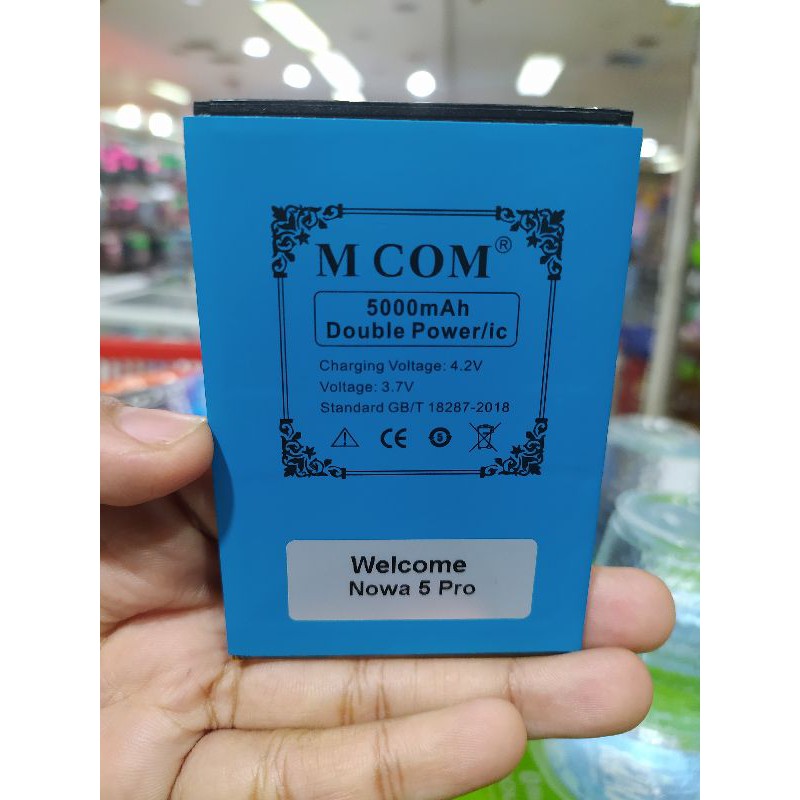 M COM®
5000mAh
Double Power/ic
Charging Voltage: 4.2V
Voltage: 3.7V
Standard GB/T 18287-2018
CE
Welcome
Nowa 5 Pro